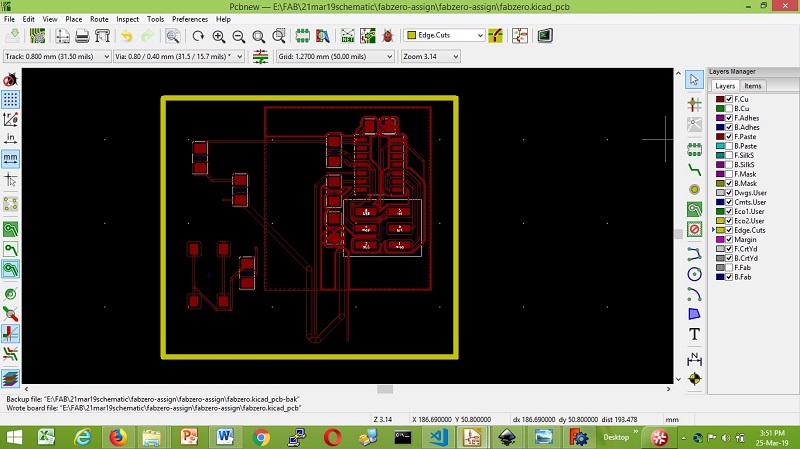 Pcbnew — E:\FAB\21mar19schematic\fabzero-assign\fabzero-assign\fabzero.kicad_pcb
File Edit View Place Route Inspect Tools Preferences Help
Edge.Cuts
Track: 0.800 mm (31.50 mils) Via: 0.80 / 0.40 mm (31.5 / 15.7 mils) * Grid: 1.2700 mm (50.00 mils) Zoom 3.14
Layers Manager
Layers Items
F.Cu
B.Cu
F.Adhes
B.Adhes
F.Paste
B.Paste
F.SilkS
B.SilkS
F.Mask
B.Mask
Dwgs.User
Cmts.User
Eco1.User
Eco2.User
Edge.Cuts
Margin
F.CrtYd
B.CrtYd
F.Fab
B.Fab
in
mm
Backup file: "E:\FAB\21mar19schematic\fabzero-assign\fabzero-assign\fabzero.kicad_pcb-bak"
Wrote board file: "E:\FAB\21mar19schematic\fabzero-assign\fabzero-assign\fabzero.kicad_pcb"
Z 3.14 X 186.690000 Y 50.800000 dx 186.690000 dy 50.800000 dist 193.478 mm
Desktop
3:51 PM
25-Mar-19